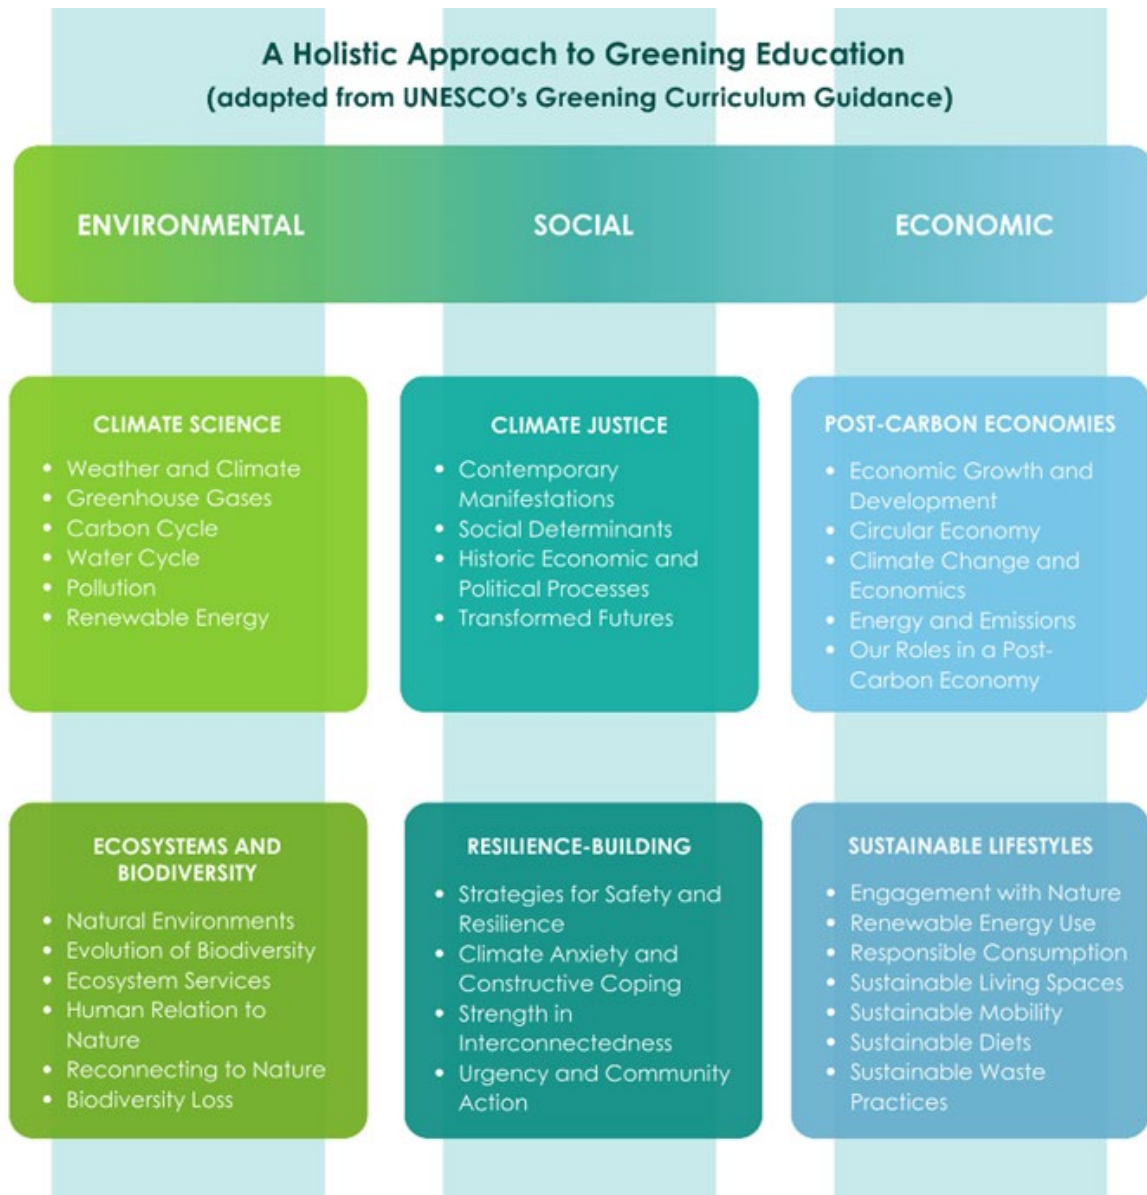 A Holistic Approach to Greening Education
(adapted from UNESCO's Greening Curriculum Guidance)
ENVIRONMENTAL
SOCIAL
ECONOMIC
CLIMATE SCIENCE
• Weather and Climate
• Greenhouse Gases
• Carbon Cycle
• Water Cycle
• Pollution
• Renewable Energy
CLIMATE JUSTICE
• Contemporary
Manifestations
• Social Determinants
• Historic Economic and
Political Processes
• Transformed Futures
POST-CARBON ECONOMIES
• Economic Growth and
Development
• Circular Economy
• Climate Change and
Economics
• Energy and Emissions
• Our Roles in a Post-
Carbon Economy
ECOSYSTEMS AND
BIODIVERSITY
• Natural Environments
• Evolution of Biodiversity
• Ecosystem Services
• Human Relation to
Nature
• Reconnecting to Nature
• Biodiversity Loss
RESILIENCE-BUILDING
• Strategies for Safety and
Resilience
• Climate Anxiety and
Constructive Coping
• Strength in
Interconnectedness
• Urgency and Community
Action
SUSTAINABLE LIFESTYLES
• Engagement with Nature
• Renewable Energy Use
• Responsible Consumption
• Sustainable Living Spaces
• Sustainable Mobility
• Sustainable Diets
• Sustainable Waste
Practices